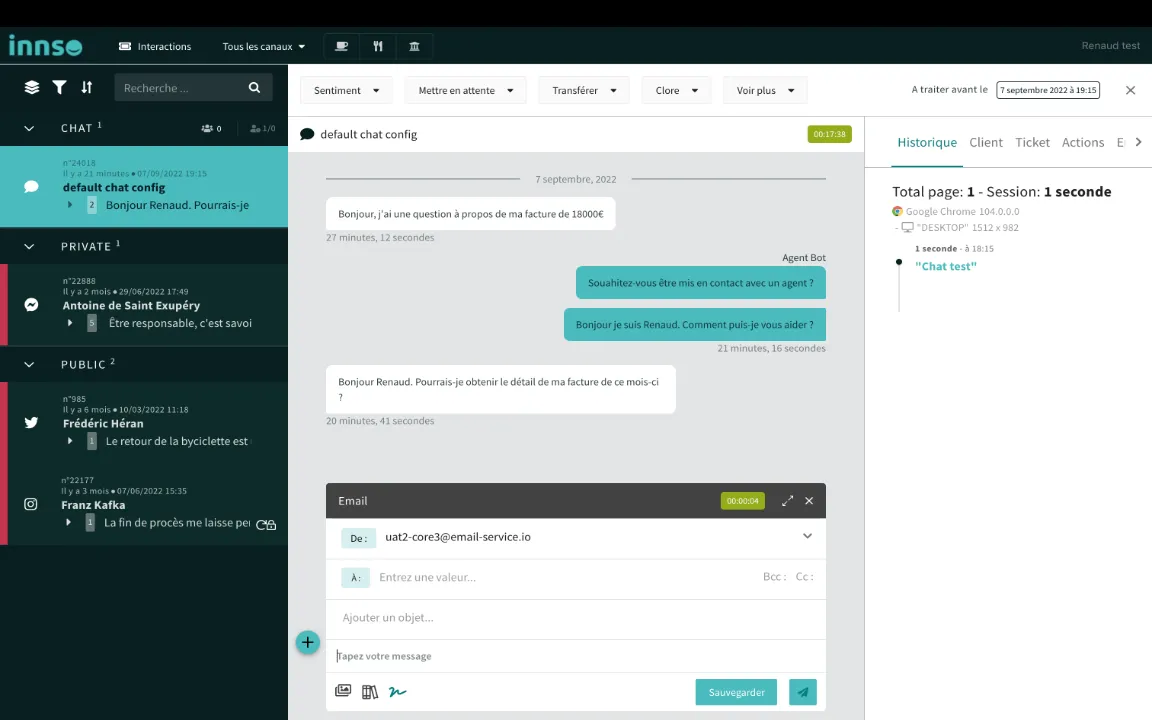 innso
Interactions
Tous les canaux
Renaud test
Recherche ...
Sentiment
Mettre en attente
Transférer
Clore
Voir plus
A traiter avant le
7 septembre 2022 à 19:15
CHAT 1
0
1/0
n°24018
Il y a 21 minutes • 07/09/2022 19:15
default chat config
2 Bonjour Renaud. Pourrais-je
PRIVATE 1
n°22888
Il y a 2 mois • 29/06/2022 17:49
Antoine de Saint Exupéry
5 Être responsable, c'est savoi
PUBLIC 2
n°985
Il y a 6 mois • 10/03/2022 11:18
Frédéric Héran
1 Le retour de la byciclette est
n°22177
Il y a 3 mois • 07/06/2022 15:35
Franz Kafka
1 La fin de procès me laisse per
default chat config
00:17:38
7 septembre, 2022
Bonjour, j'ai une question à propos de ma facture de 18000€
27 minutes, 12 secondes
Agent Bot
Souahitez-vous être mis en contact avec un agent ?
Bonjour je suis Renaud. Comment puis-je vous aider ?
21 minutes, 16 secondes
Bonjour Renaud. Pourrais-je obtenir le détail de ma facture de ce mois-ci
?
20 minutes, 41 secondes
Email
00:00:04
De : uat2-core3@email-service.io
À : Entrez une valeur...
Bcc : Cc :
Ajouter un objet...
Tapez votre message
Sauvegarder
Historique
Client
Ticket
Actions
Total page: 1 - Session: 1 seconde
Google Chrome 104.0.0.0
- "DESKTOP" 1512 x 982
1 seconde - à 18:15
"Chat test"